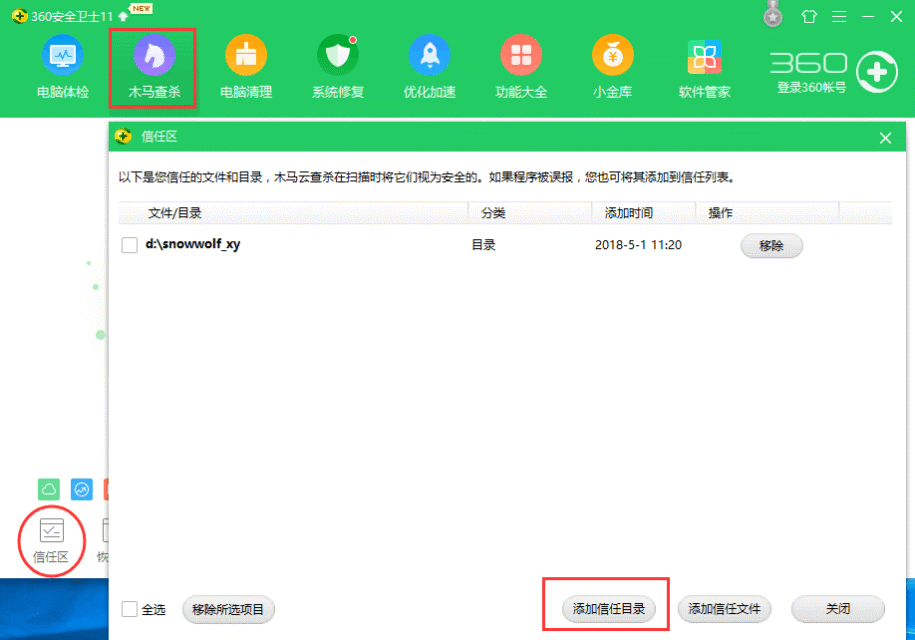 360安全卫士11 NEW
电脑体检 木马查杀 电脑清理 系统修复 优化加速 功能大全 小金库 软件管家
360
登录360帐号
信任区
以下是您信任的文件和目录，木马云查杀在扫描时将它们视为安全的。如果程序被误报，您也可将其添加到信任列表。
文件/目录 分类 添加时间 操作
d:\snowwolf_xy 目录 2018-5-1 11:20 移除
信任区 恢
全选 移除所选项目 添加信任目录 添加信任文件 关闭